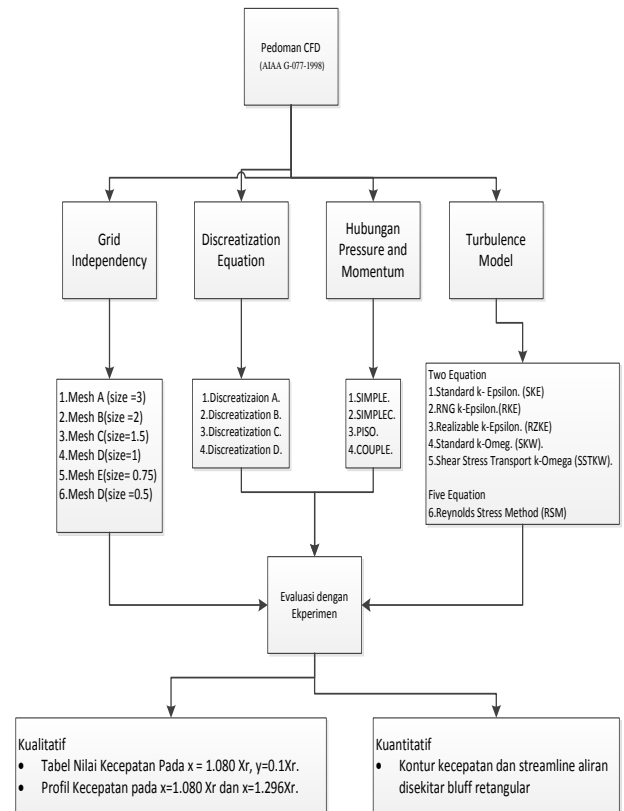 Pedoman CFD
(AIAA G-077-1998)
Grid
Independency
Discreatization
Equation
Hubungan
Pressure and
Momentum
Turbulence
Model
1.Mesh A (size =3)
2.Mesh B(size =2)
3.Mesh C(size=1.5)
4.Mesh D(size=1)
5.Mesh E(size= 0.75)
6.Mesh D(size =0.5)
1.Discreatizaion A.
2.Discreatization B.
3.Discreatization C.
4.Discreatization D.
1.SIMPLE.
2.SIMPLEC.
3.PISO.
4.COUPLE.
Two Equation
1.Standard k- Epsilon. (SKE)
2.RNG k-Epsilon.(RKE)
3.Realizable k-Epsilon. (RZKE)
4.Standard k-Omeg. (SKW).
5.Shear Stress Transport k-Omega (SSTKW).
Five Equation
6.Reynolds Stress Method (RSM)
Evaluasi dengan
Ekperimen
Kualitatif
• Tabel Nilai Kecepatan Pada x = 1.080 Xr, y=0.1Xr.
• Profil Kecepatan pada x=1.080 Xr dan x=1.296Xr.
Kuantitatif
• Kontur kecepatan dan streamline aliran
disekitar bluff retangular